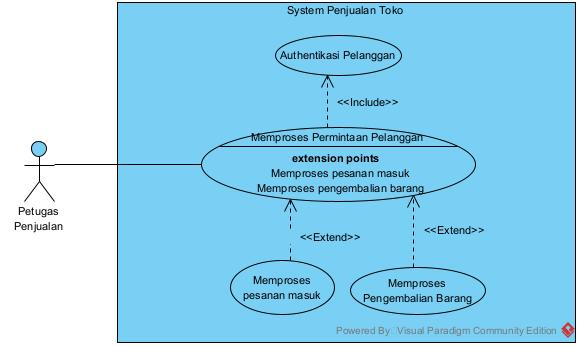 System Penjualan Toko
Authentikasi Pelanggan
<<Include>>
Memproses Permintaan Pelanggan
extension points
Memproses pesanan masuk
Memproses pengembalian barang
Petugas
Penjualan
<<Extend>>
<<Extend>>
Memproses
pesanan masuk
Memproses
Pengembalian Barang
Powered By: Visual Paradigm Community Edition